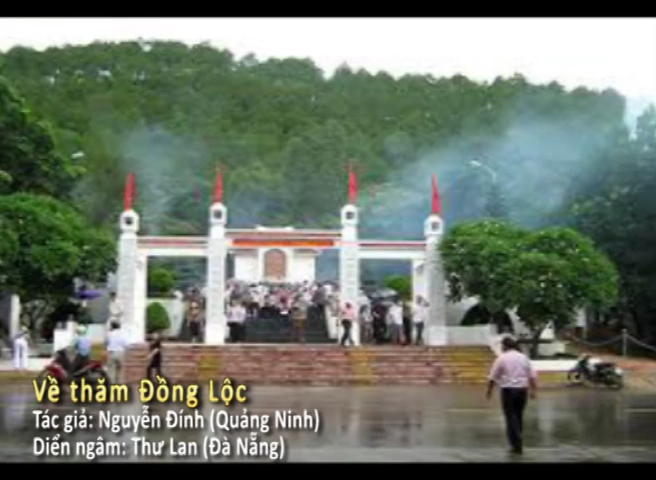 Về thăm Đồng Lộc
Tác giả: Nguyễn Đính (Quảng Ninh)
Diễn ngâm: Thư Lan (Đà Nẵng)